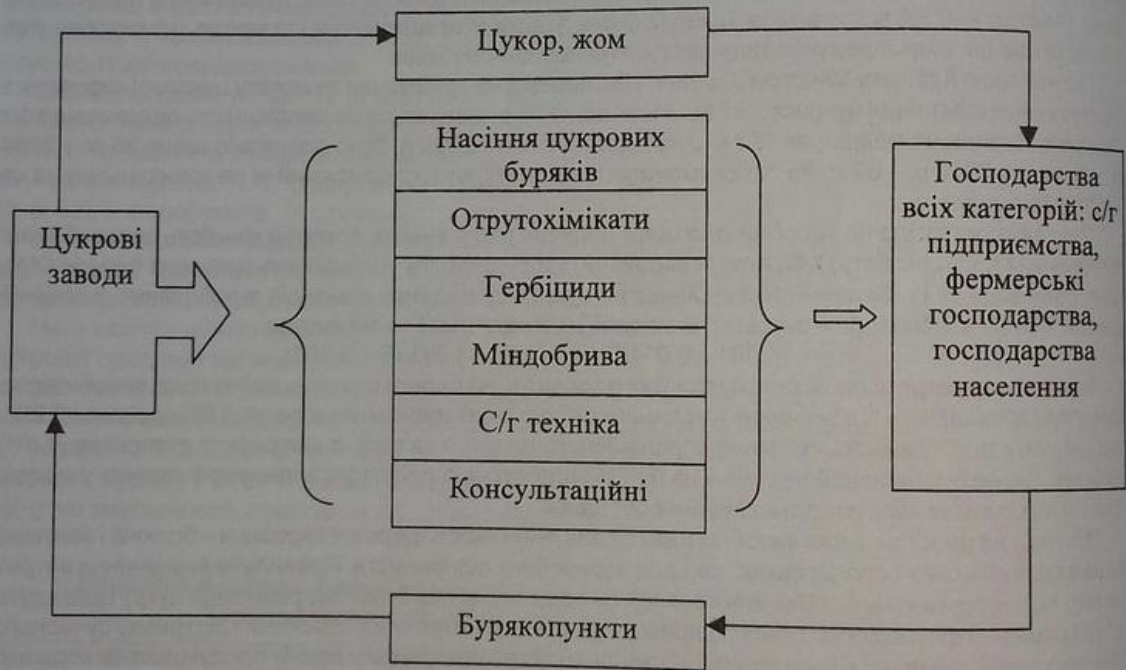 Цукор, жом
Насіння цукрових
буряків
Отрутохімікати
Гербіциди
Міндобрива
С/г техніка
Консультаційні
Цукрові
заводи
Господарства
всіх категорій: с/г
підприємства,
фермерські
господарства,
господарства
населення
Бурякопункти